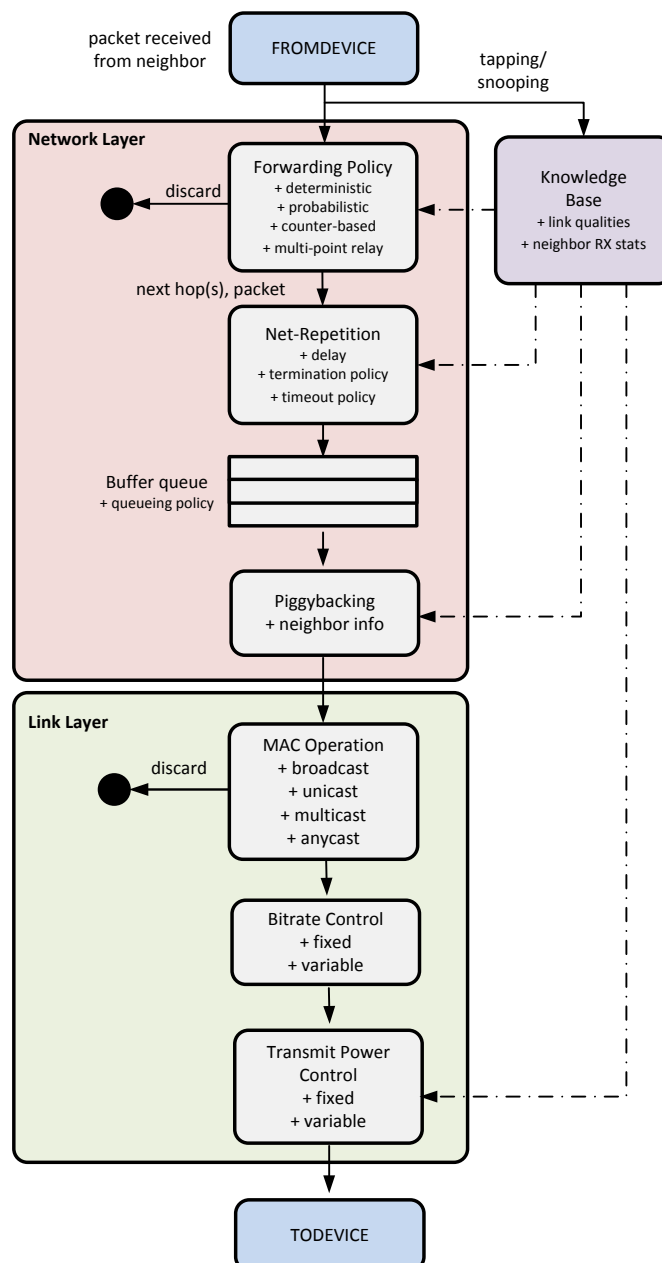 packet received
from neighbor
FROMDEVICE
tapping/
snooping
Network Layer
Forwarding Policy
+ deterministic
+ probabilistic
+ counter-based
+ multi-point relay
discard
Knowledge
Base
+ link qualities
+ neighbor RX stats
next hop(s), packet
Net-Repetition
+ delay
+ termination policy
+ timeout policy
Buffer queue
+ queueing policy
Piggybacking
+ neighbor info
Link Layer
MAC Operation
+ broadcast
+ unicast
+ multicast
+ anycast
discard
Bitrate Control
+ fixed
+ variable
Transmit Power
Control
+ fixed
+ variable
TODEVICE